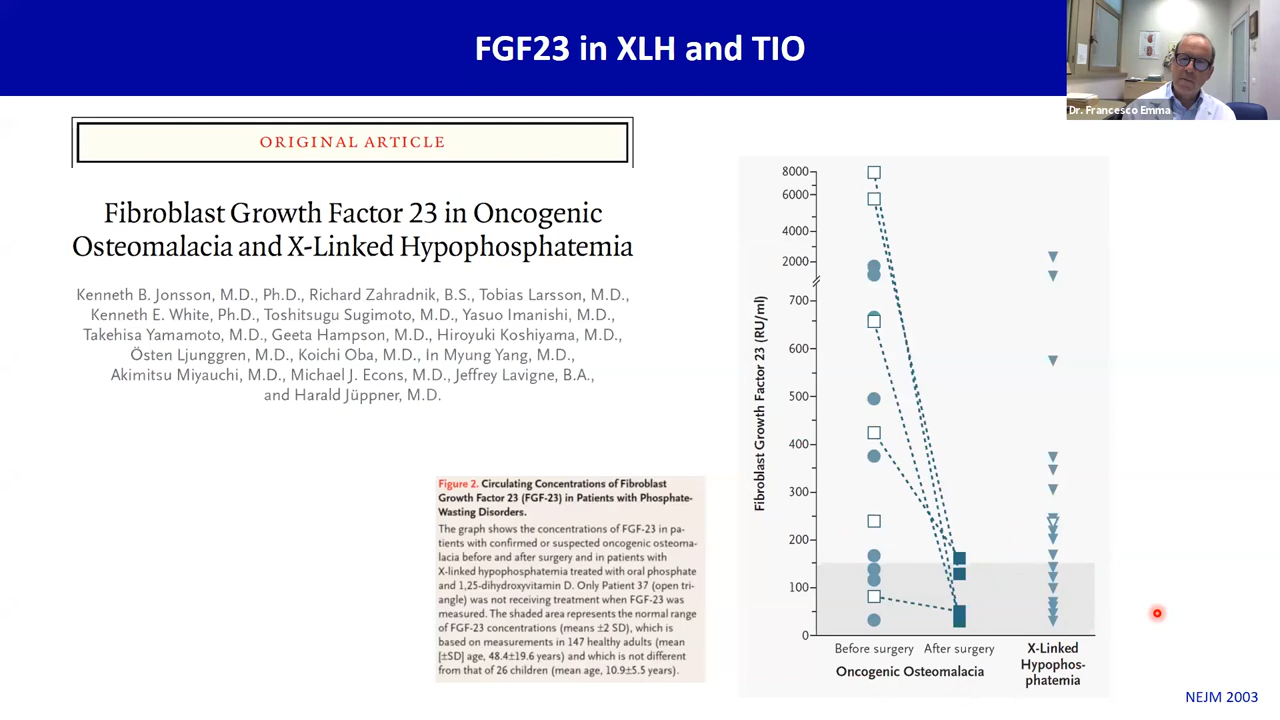 FGF23 in XLH and TIO
Dr. Francesco Emma
ORIGINAL ARTICLE
Fibroblast Growth Factor 23 in Oncogenic
Osteomalacia and X-Linked Hypophosphatemia
Kenneth B. Jonsson, M.D., Ph.D., Richard Zahradnik, B.S., Tobias Larsson, M.D.,
Kenneth E. White, Ph.D., Toshitsugu Sugimoto, M.D., Yasuo Imanishi, M.D.,
Takehisa Yamamoto, M.D., Geeta Hampson, M.D., Hiroyuki Koshiyama, M.D.,
Östen Ljunggren, M.D., Koichi Oba, M.D., In Myung Yang, M.D.,
Akimitsu Miyauchi, M.D., Michael J. Econs, M.D., Jeffrey Lavigne, B.A.,
and Harald Jüppner, M.D.
Figure 2. Circulating Concentrations of Fibroblast
Growth Factor 23 (FGF-23) in Patients with Phosphate-
Wasting Disorders.
The graph shows the concentrations of FGF-23 in pa-
tients with confirmed or suspected oncogenic osteoma-
lacia before and after surgery and in patients with
X-linked hypophosphatemia treated with oral phosphate
and 1,25-dihydroxyvitamin D. Only Patient 37 (open tri-
angle) was not receiving treatment when FGF-23 was
measured. The shaded area represents the normal range
of FGF-23 concentrations (means ±2 SD), which is
based on measurements in 147 healthy adults (mean
[±SD] age, 48.4±19.6 years) and which is not different
from that of 26 children (mean age, 10.9±5.5 years).
Fibroblast Growth Factor 23 (RU/ml)
8000
6000
4000
2000
700
600
500
400
300
200
100
0
Before surgery
After surgery
Oncogenic Osteomalacia
X-Linked
Hypophos-
phatemia
NEJM 2003